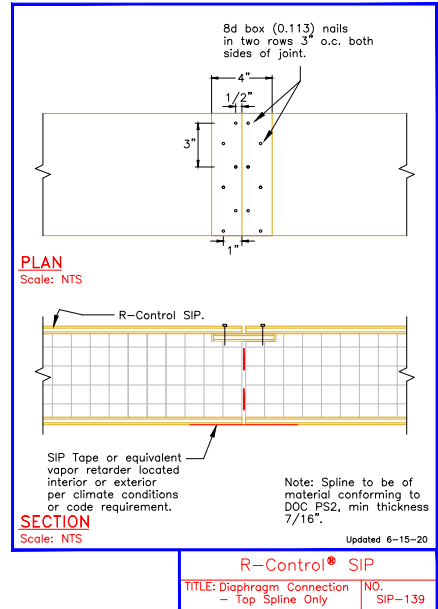 8d box (0.113) nails
in two rows 3" o.c. both
sides of joint.
4"
1/2"
3"
1"
PLAN
Scale: NTS
R-Control SIP.
SIP Tape or equivalent
vapor retarder located
interior or exterior
per climate conditions
or code requirement.
Note: Spline to be of
material conforming to
DOC PS2, min thickness
7/16".
SECTION
Scale: NTS
Updated 6-15-20
R-Control® SIP
TITLE: Diaphragm Connection
- Top Spline Only
NO.
SIP-139